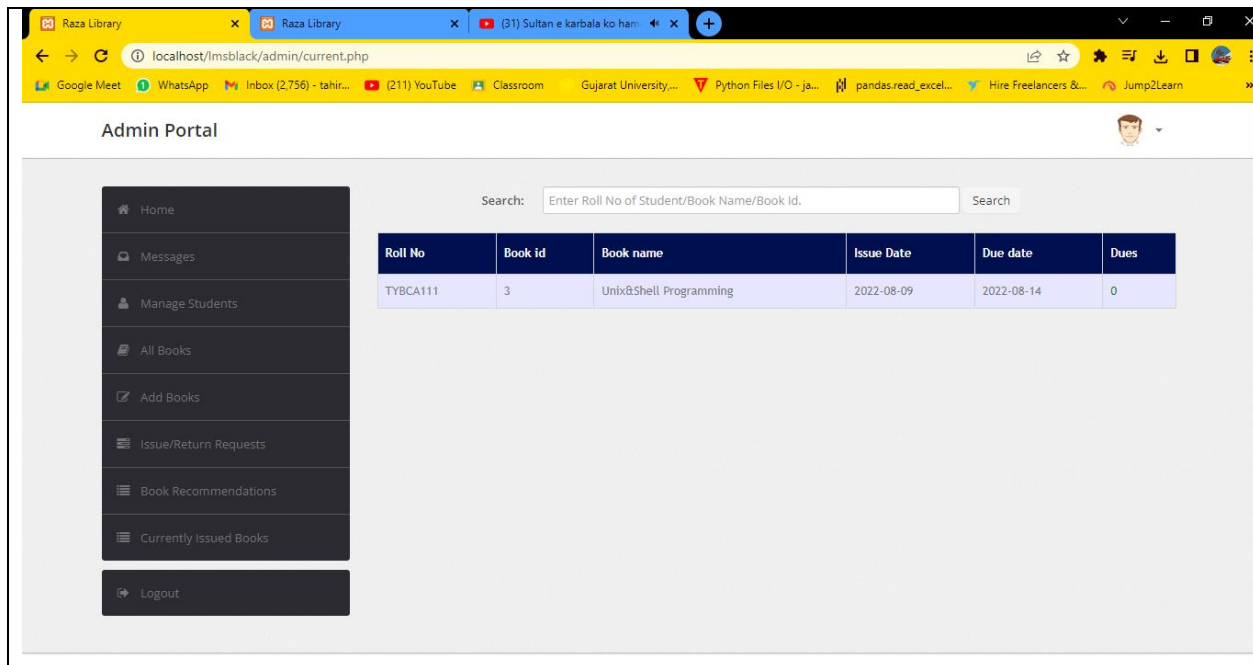 Raza Library
Raza Library
(31) Sultan e karbala ko ham
localhost/lmsblack/admin/current.php
Google Meet WhatsApp Inbox (2,756) - tahir... (211) YouTube Classroom Gujarat University,... Python Files I/O - ja... pandas.read_excel... Hire Freelancers &... Jump2Learn »
Admin Portal
Home
Messages
Manage Students
All Books
Add Books
Issue/Return Requests
Book Recommendations
Currently Issued Books
Logout
Search: Enter Roll No of Student/Book Name/Book Id. Search
Roll No Book id Book name Issue Date Due date Dues
TYBCA111 3 Unix&Shell Programming 2022-08-09 2022-08-14 0